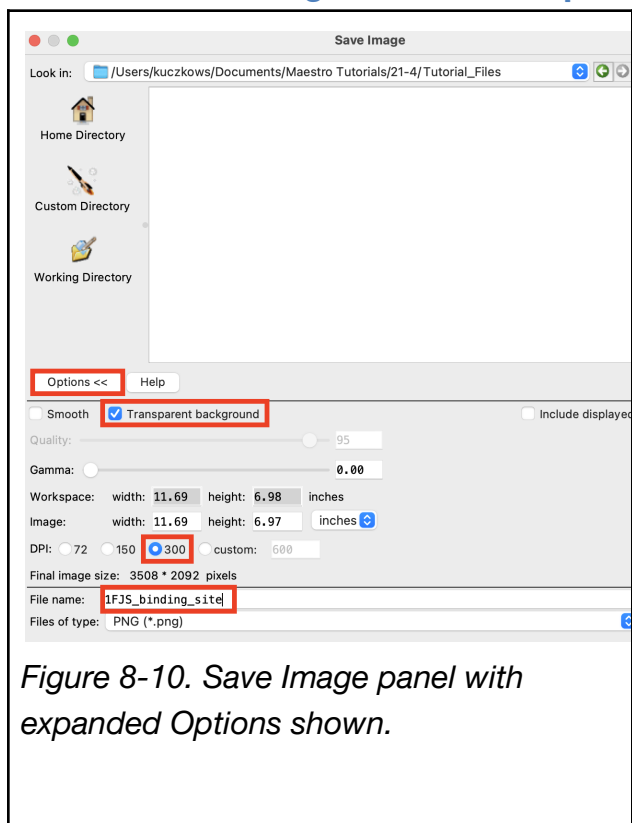 Save Image
Look in: /Users/kuczkows/Documents/Maestro Tutorials/21-4/Tutorial_Files
Home Directory
Custom Directory
Working Directory
Options << Help
Smooth Transparent background Include displayed
Quality: 95
Gamma: 0.00
Workspace: width: 11.69 height: 6.98 inches
Image: width: 11.69 height: 6.97 inches
DPI: 72 150 300 custom: 600
Final image size: 3508 * 2092 pixels
File name: 1FJS_binding_site
Files of type: PNG (*.png)
Figure 8-10. Save Image panel with
expanded Options shown.